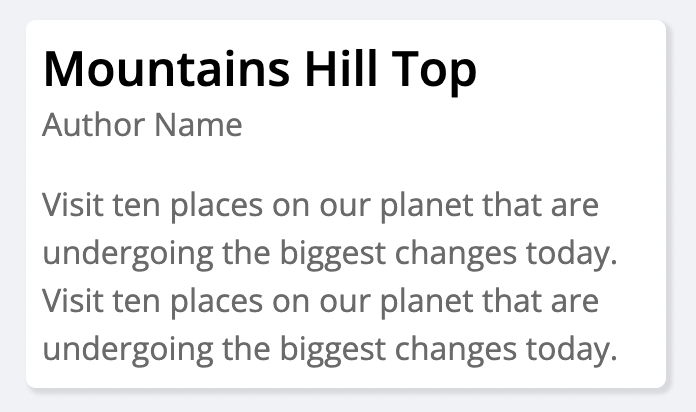 Mountains Hill Top
Author Name
Visit ten places on our planet that are
undergoing the biggest changes today.
Visit ten places on our planet that are
undergoing the biggest changes today.